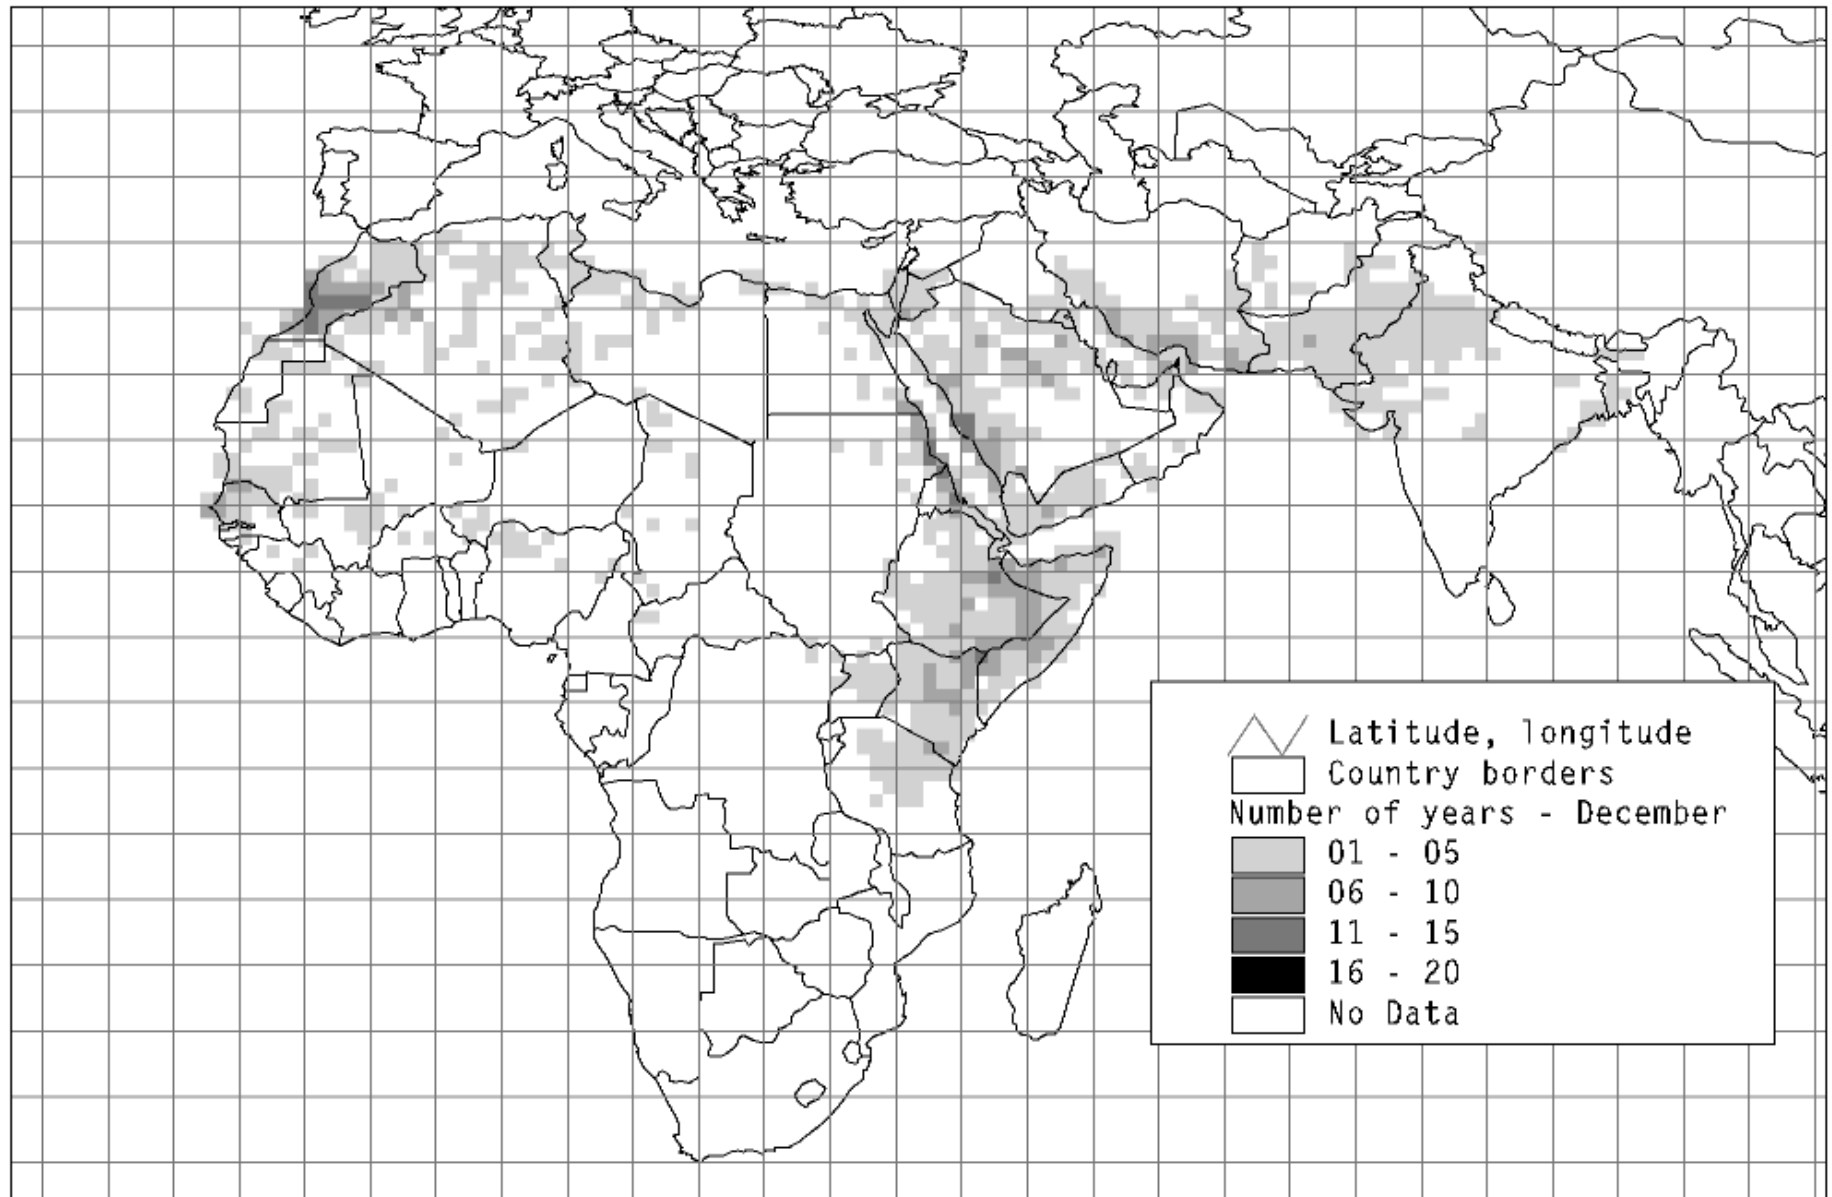 Latitude, longitude
Country borders
Number of years - December
01 - 05
06 - 10
11 - 15
16 - 20
No Data